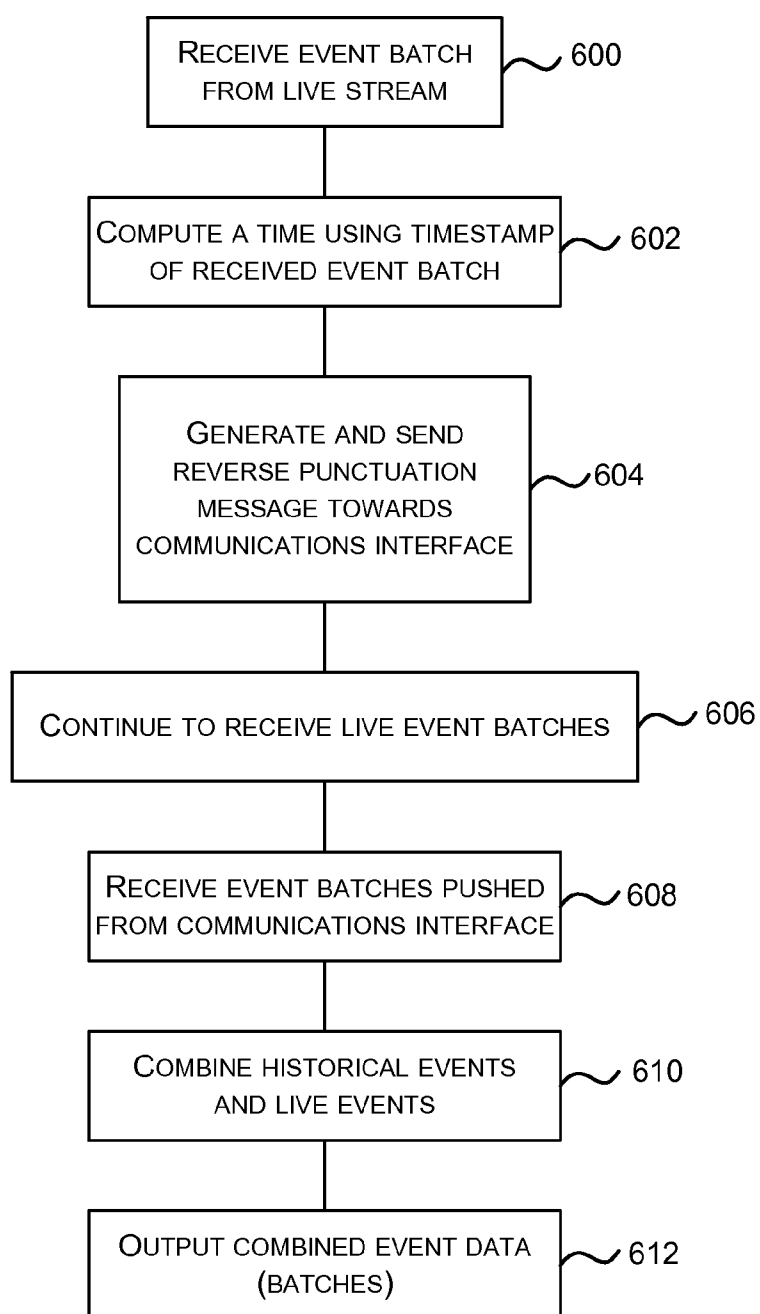 RECEIVE EVENT BATCH
FROM LIVE STREAM
600
COMPUTE A TIME USING TIMESTAMP
OF RECEIVED EVENT BATCH
602
GENERATE AND SEND
REVERSE PUNCTUATION
MESSAGE TOWARDS
COMMUNICATIONS INTERFACE
604
CONTINUE TO RECEIVE LIVE EVENT BATCHES
606
RECEIVE EVENT BATCHES PUSHED
FROM COMMUNICATIONS INTERFACE
608
COMBINE HISTORICAL EVENTS
AND LIVE EVENTS
610
OUTPUT COMBINED EVENT DATA
(BATCHES)
612